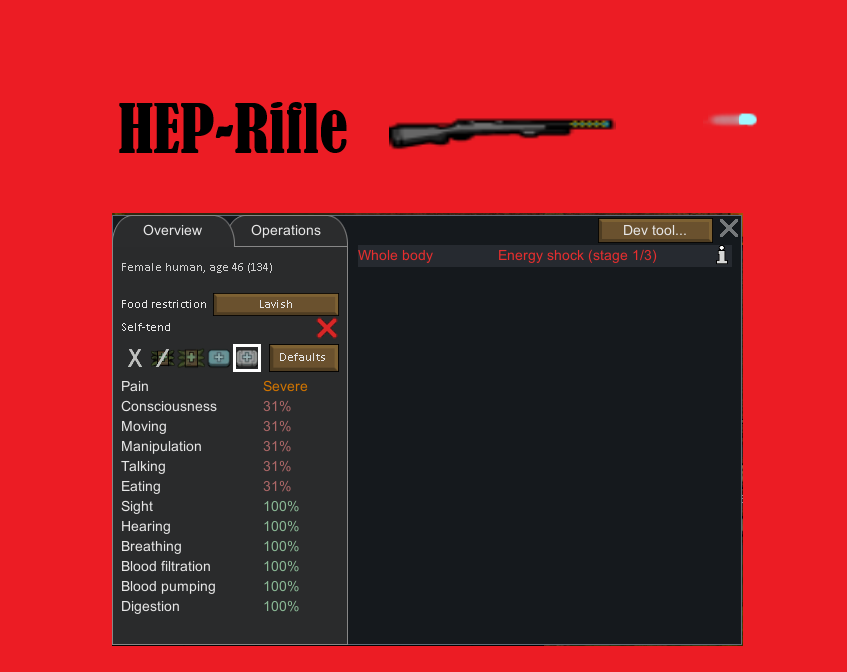 HEP-Rifle
Overview Operations Dev tool...
Female human, age 46 (134)
Whole body Energy shock (stage 1/3)
Food restriction Lavish
Self-tend
Defaults
Pain Severe
Consciousness 31%
Moving 31%
Manipulation 31%
Talking 31%
Eating 31%
Sight 100%
Hearing 100%
Breathing 100%
Blood filtration 100%
Blood pumping 100%
Digestion 100%